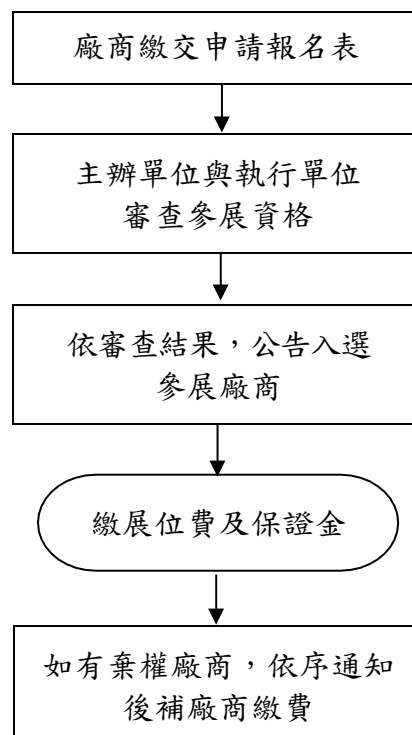 廠商繳交申請報名表
主辦單位與執行單位
審查參展資格
依審查結果，公告入選
參展廠商
繳展位費及保證金
如有棄權廠商，依序通知
後補廠商繳費